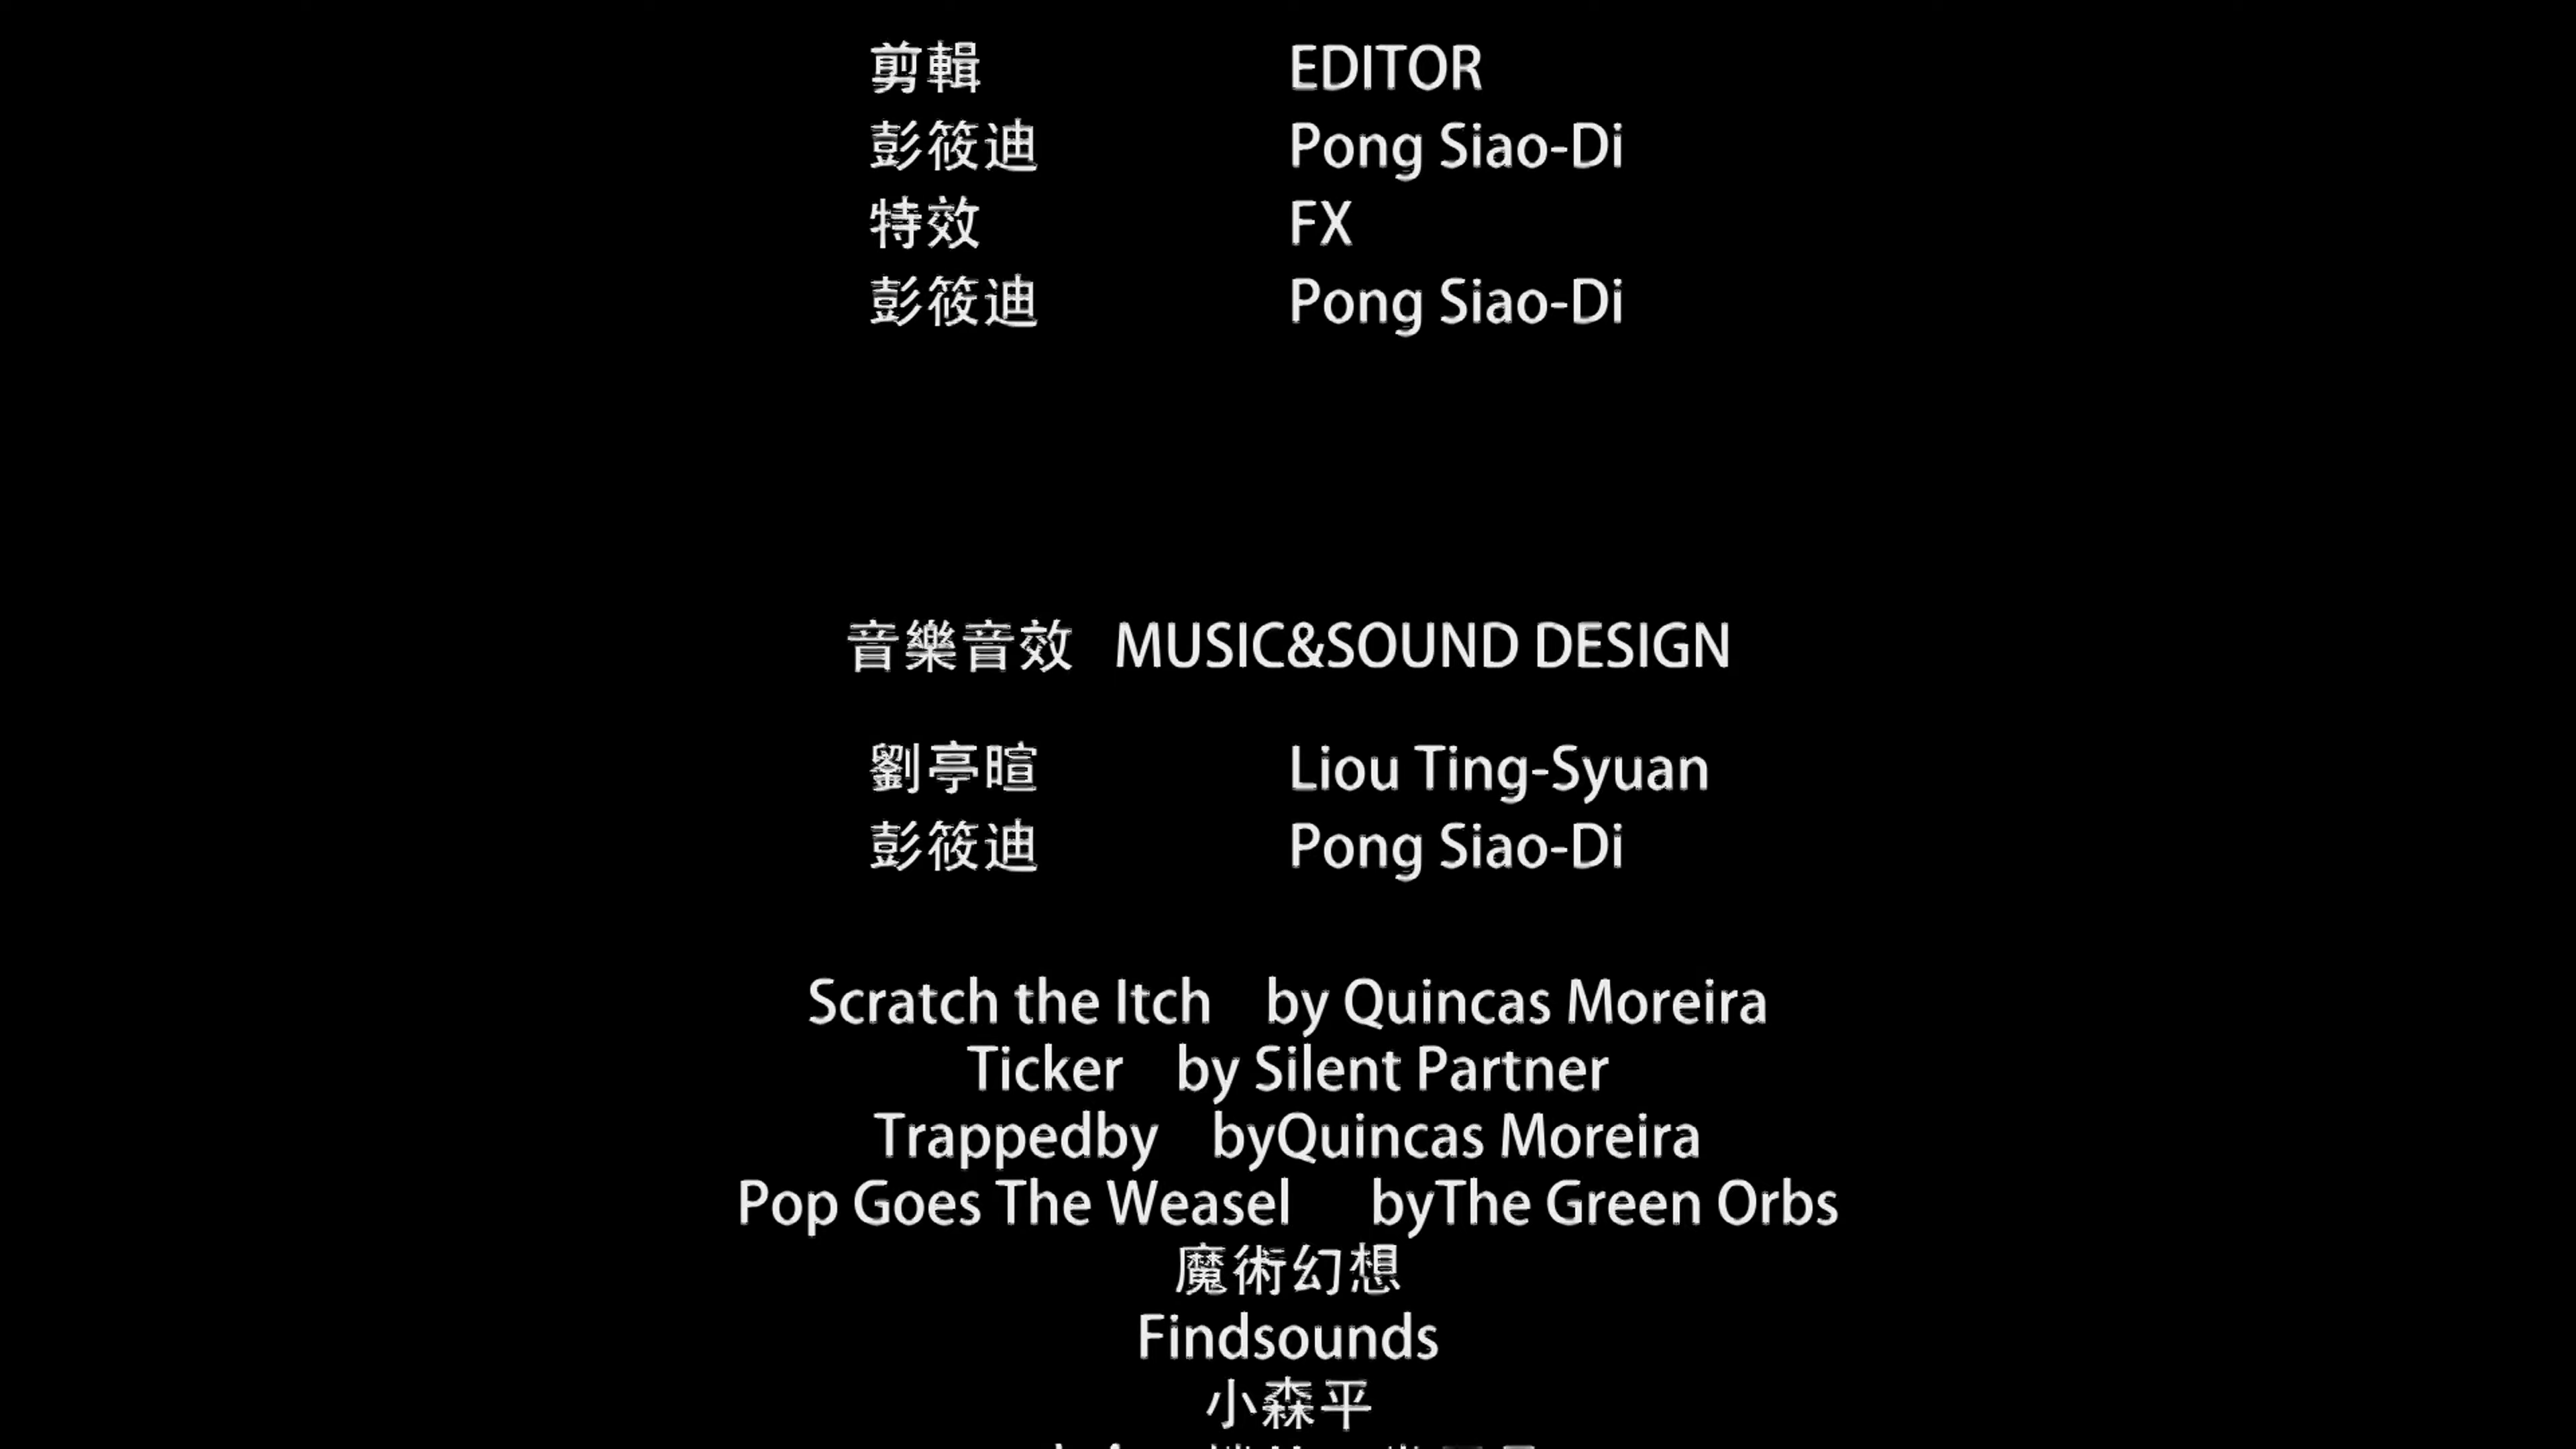 剪輯 EDITOR
彭筱迪 Pong Siao-Di
特效 FX
彭筱迪 Pong Siao-Di
音樂音效 MUSIC&SOUND DESIGN
劉亭暄 Liou Ting-Syuan
彭筱迪 Pong Siao-Di
Scratch the Itch by Quincas Moreira
Ticker by Silent Partner
Trappedby byQuincas Moreira
Pop Goes The Weasel byThe Green Orbs
魔術幻想
Findsounds
小森平